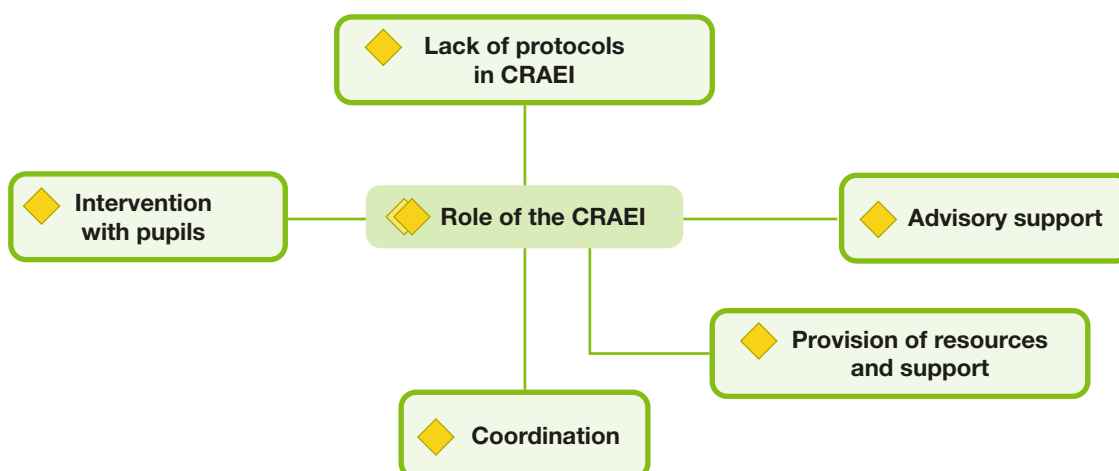 Lack of protocols
in CRAEI
Intervention
with pupils
Role of the CRAEI
Advisory support
Provision of resources
and support
Coordination